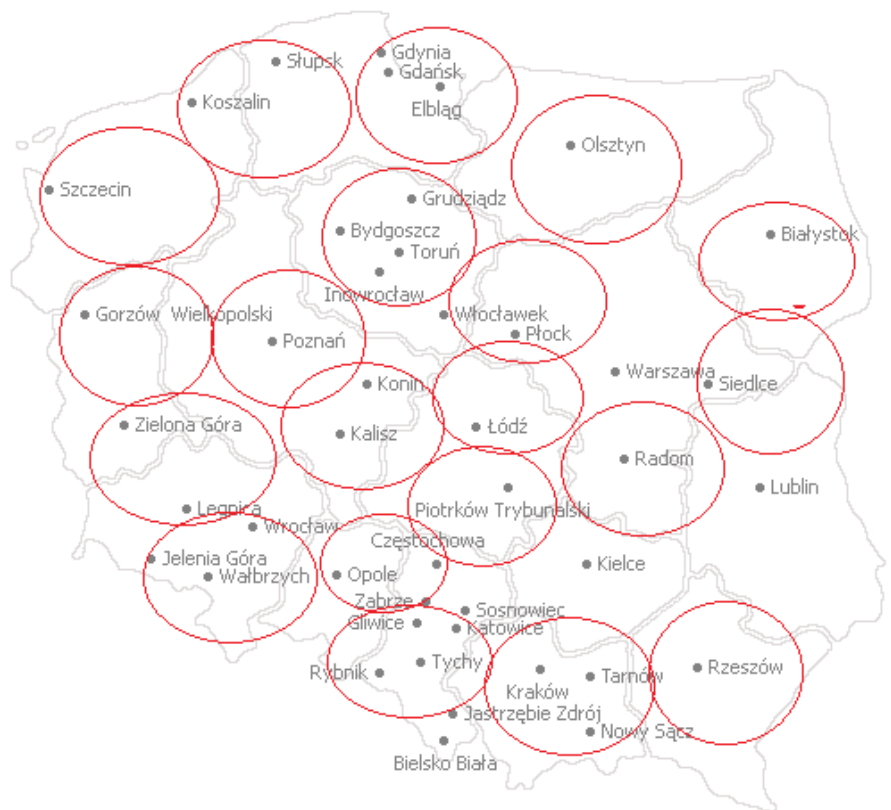 Gdynia
Słupsk
Gdańsk
Koszalin
Elbląg
Olsztyn
Szczecin
Grudziądz
Bydgoszcz
Białystok
Toruń
Inowrocław
Gorzów Wielkopolski
Włocławek
Płock
Poznań
Warszawa
Konin
Siedlce
Zielona Góra
Kalisz
Łódź
Radom
Lublin
Legnica
Piotrków Trybunalski
Wrocław
Częstochowa
Jelenia Góra
Kielce
Wałbrzych
Opole
Zabrze
Sosnowiec
Gliwice
Katowice
Tychy
Rybnik
Rzeszów
Tarnów
Kraków
Jastrzębie Zdrój
Nowy Sącz
Bielsko Biała